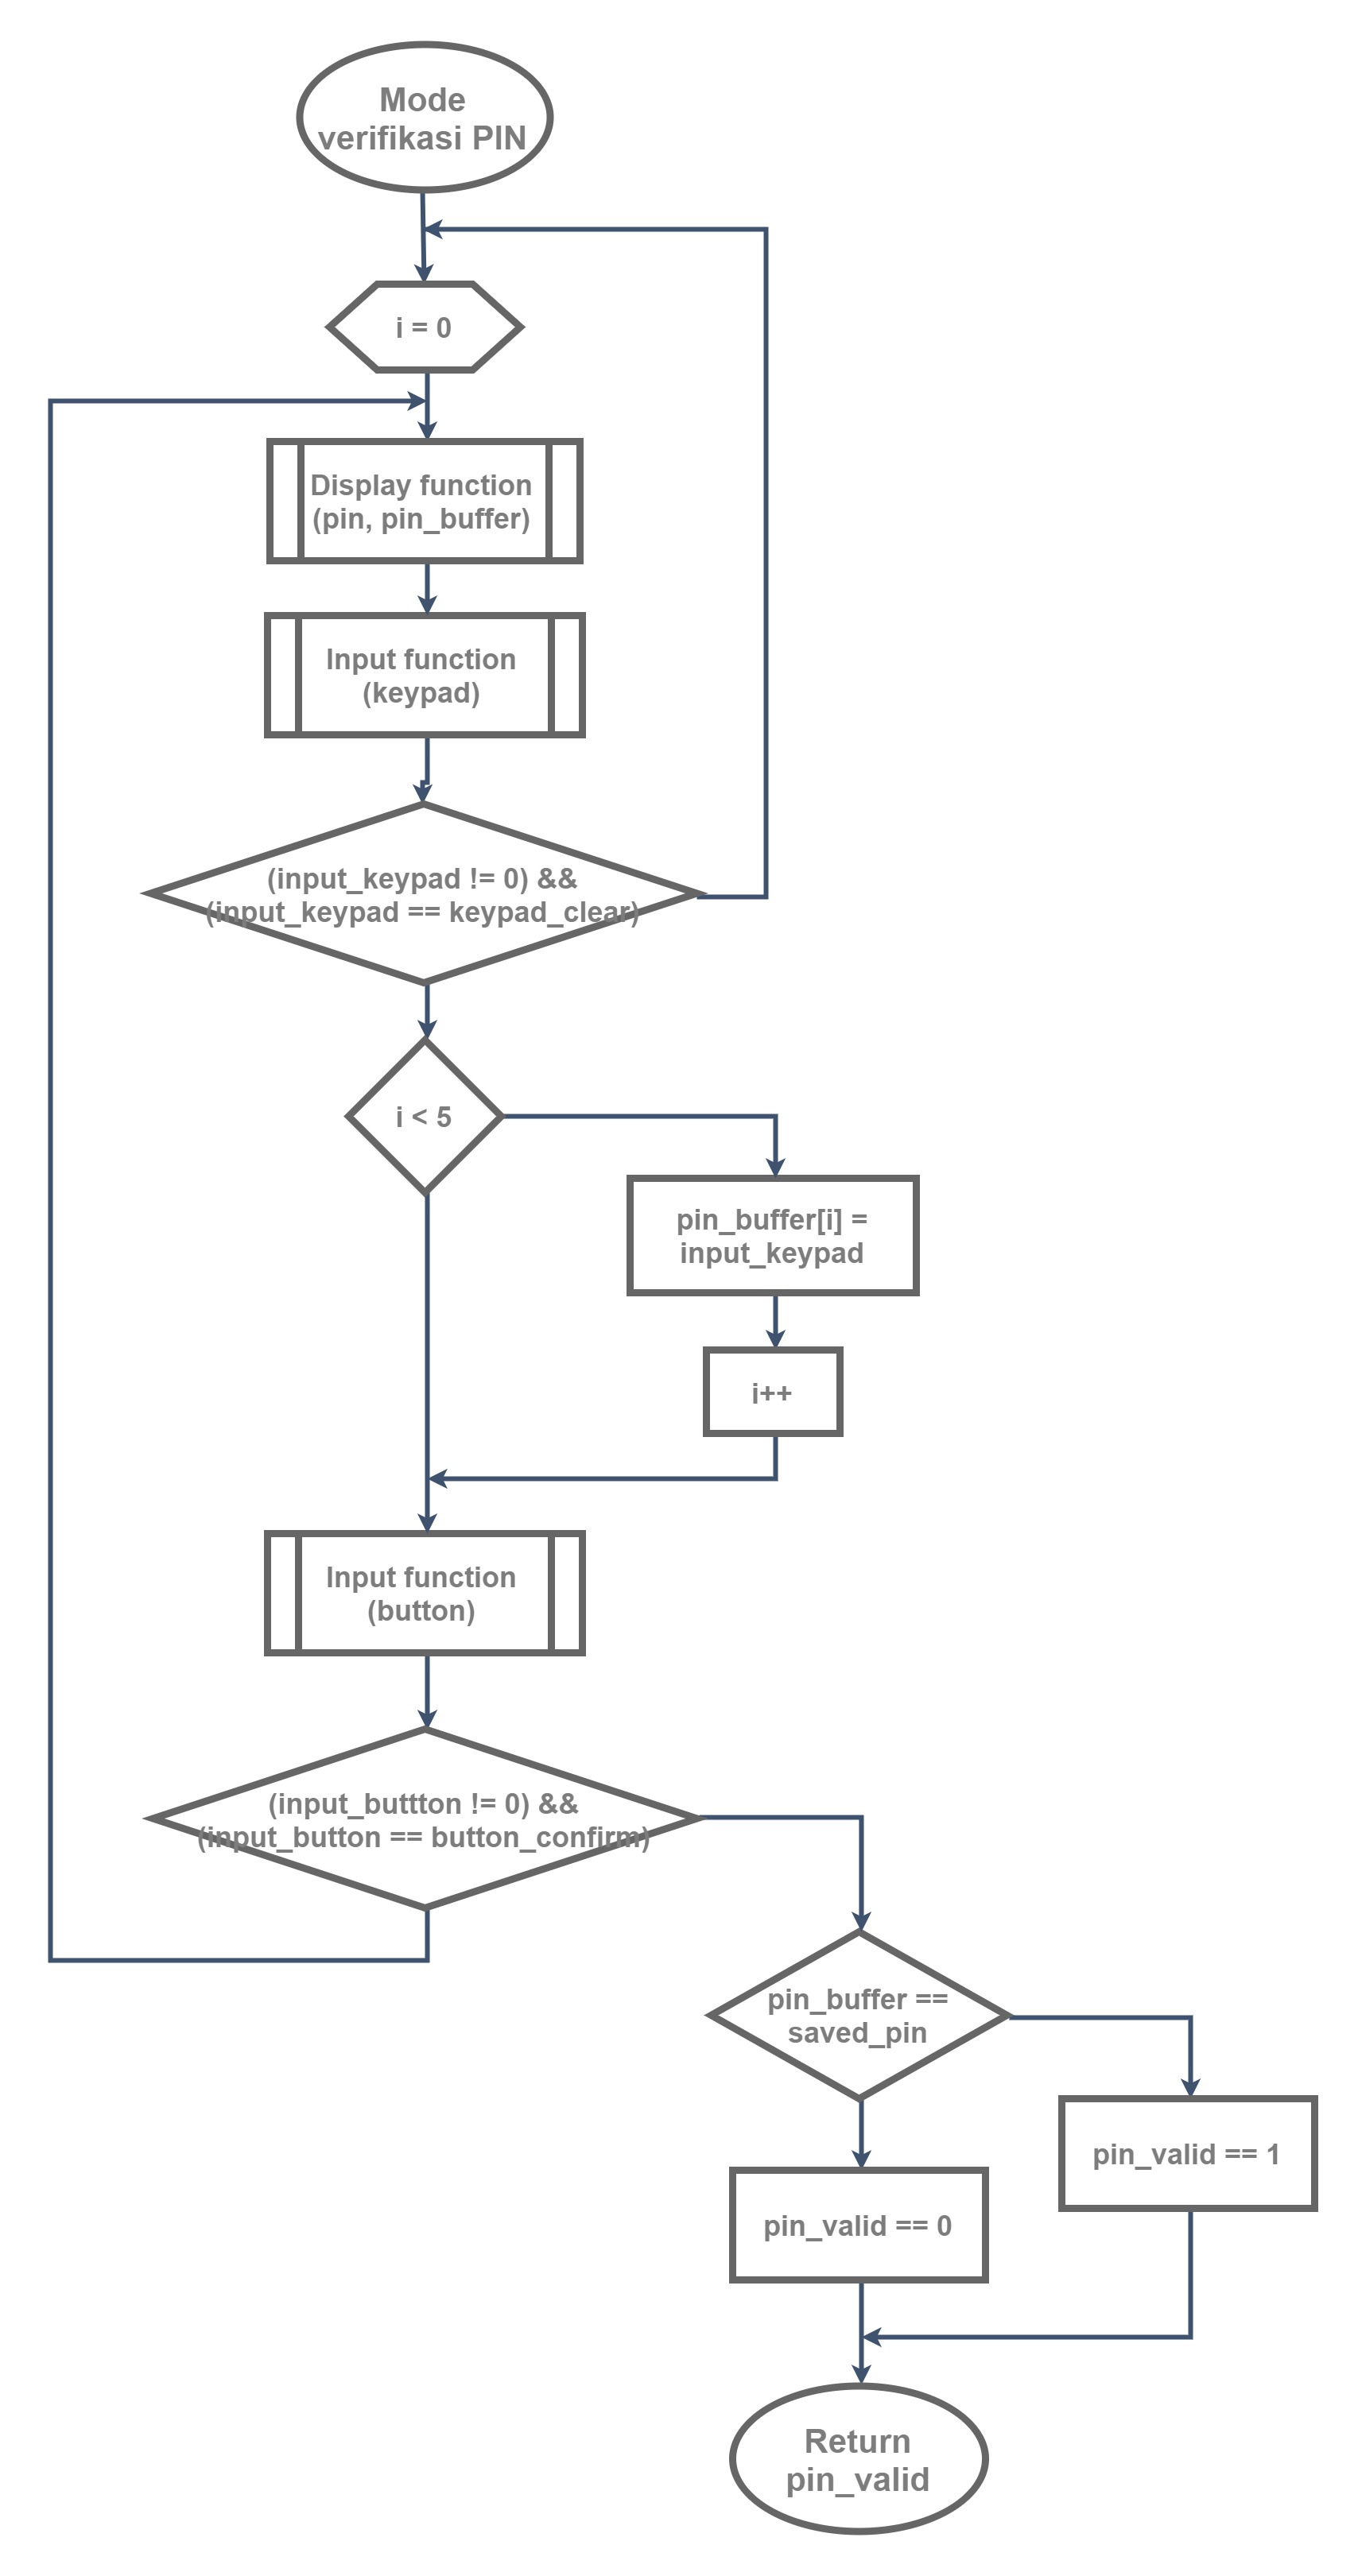 Mode
verifikasi PIN
i = 0
Display function
(pin, pin_buffer)
Input function
(keypad)
(input_keypad != 0) &&
(input_keypad == keypad_clear)
i < 5
pin_buffer[i] =
input_keypad
i++
Input function
(button)
(input_buttton != 0) &&
(input_button == button_confirm)
pin_buffer ==
saved_pin
pin_valid == 1
pin_valid == 0
Return
pin_valid